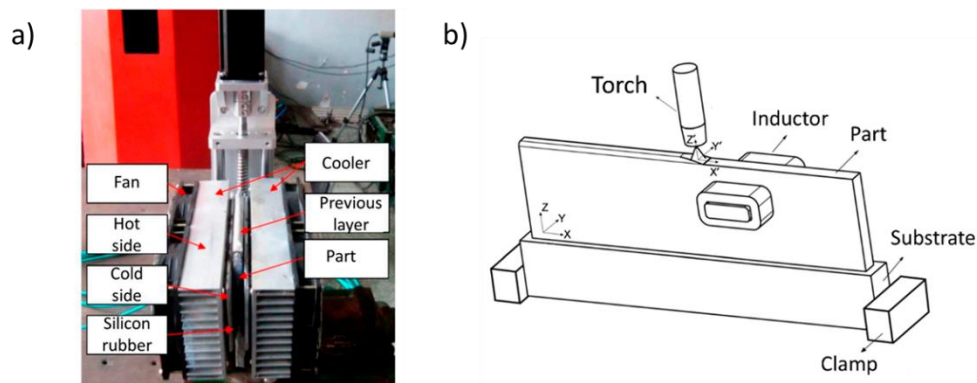 a)
Fan
Hot
side
Cold
side
Silicon
rubber
Cooler
Previous
layer
Part
b)
Torch
Inductor
Part
Z'
Y'
X'
Z
Y
X
Substrate
Clamp